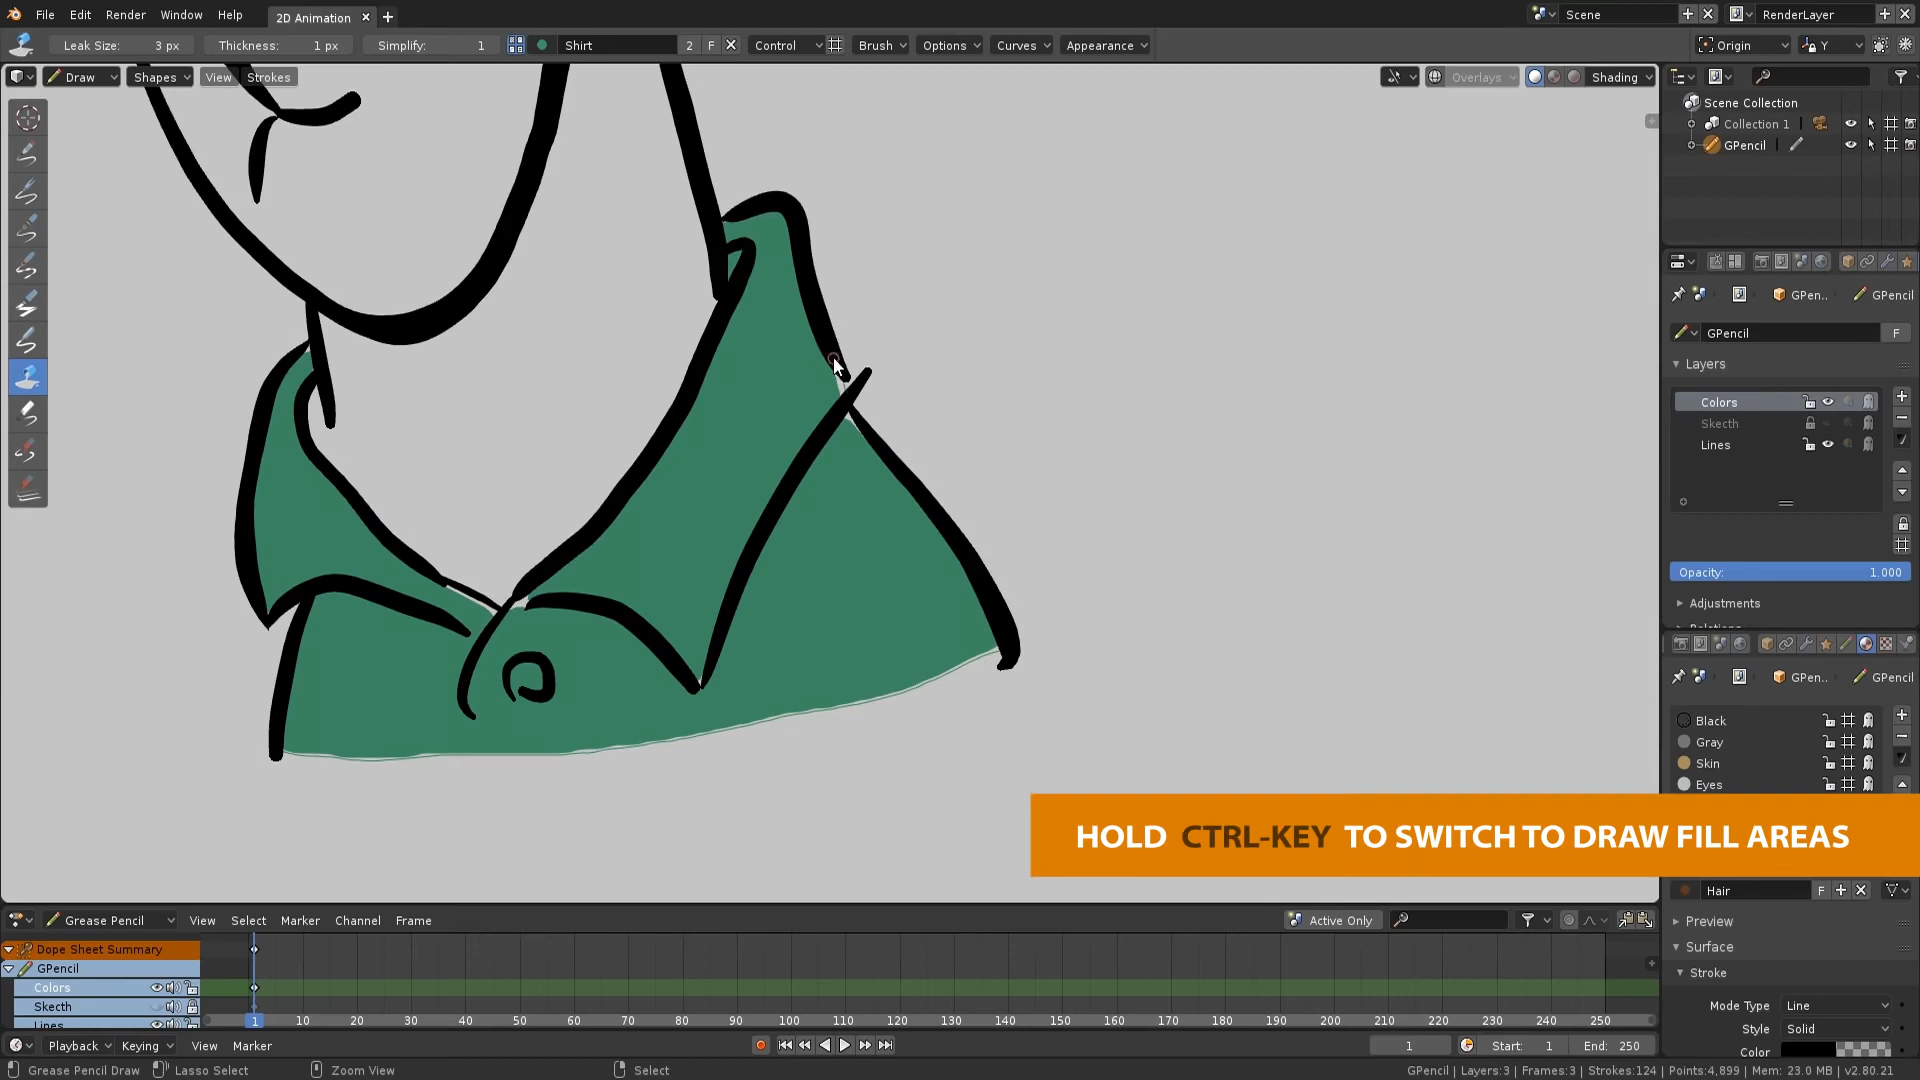 File Edit Render Window Help 2D Animation Scene RenderLayer
Leak Size: 3 px Thickness: 1 px Simplify: 1 Shirt 2 F Control Brush Options Curves Appearance Origin Y
Draw Shapes View Strokes Overlays Shading
Scene Collection
Collection 1
GPencil
GPen.. GPencil
GPencil F
Layers
Colors
Skecth
Lines
Opacity: 1.000
Adjustments
GPen.. GPencil
Black
Gray
Skin
Eyes
HOLD CTRL-KEY TO SWITCH TO DRAW FILL AREAS
Hair F
Preview
Surface
Stroke
Mode Type Line
Style Solid
Color
Grease Pencil View Select Marker Channel Frame Active Only
Dope Sheet Summary
GPencil
Colors
Skecth
Lines
1 10 20 30 40 50 60 70 80 90 100 110 120 130 140 150 160 170 180 190 200 210 220 230 240 250
Playback Keying View Marker 1 Start: 1 End: 250
Grease Pencil Draw Lasso Select Zoom View Select GPencil | Layers:3 | Frames:3 | Strokes:124 | Points:4,899 | Mem: 23.0 MB | v2.80.21